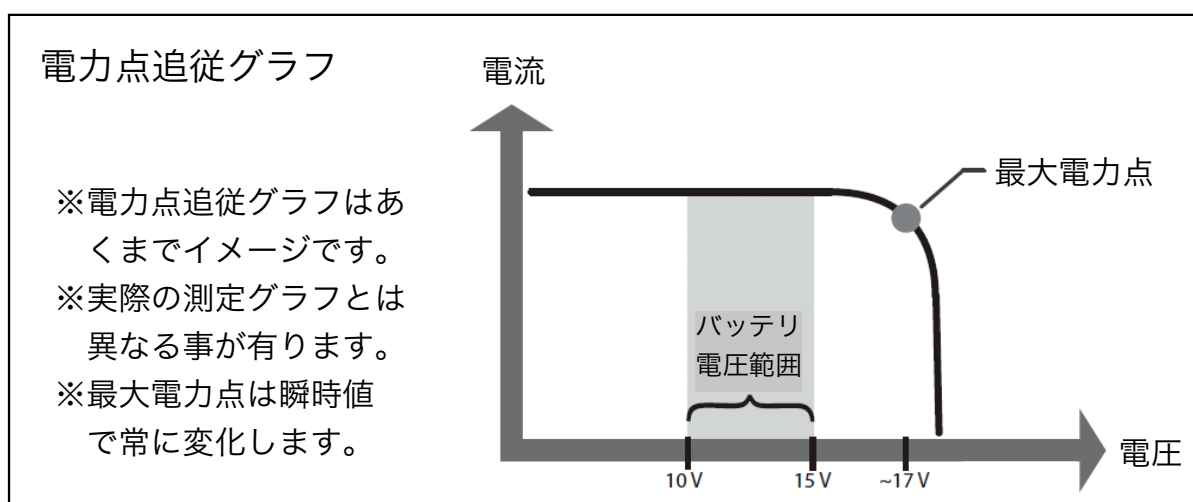 電力点追従グラフ
※電力点追従グラフはあ
くまでイメージです。
※実際の測定グラフとは
異なる事が有ります。
※最大電力点は瞬時値
で常に変化します。
電流
最大電力点
バッテリ
電圧範囲
10 V
15 V
~17 V
電圧